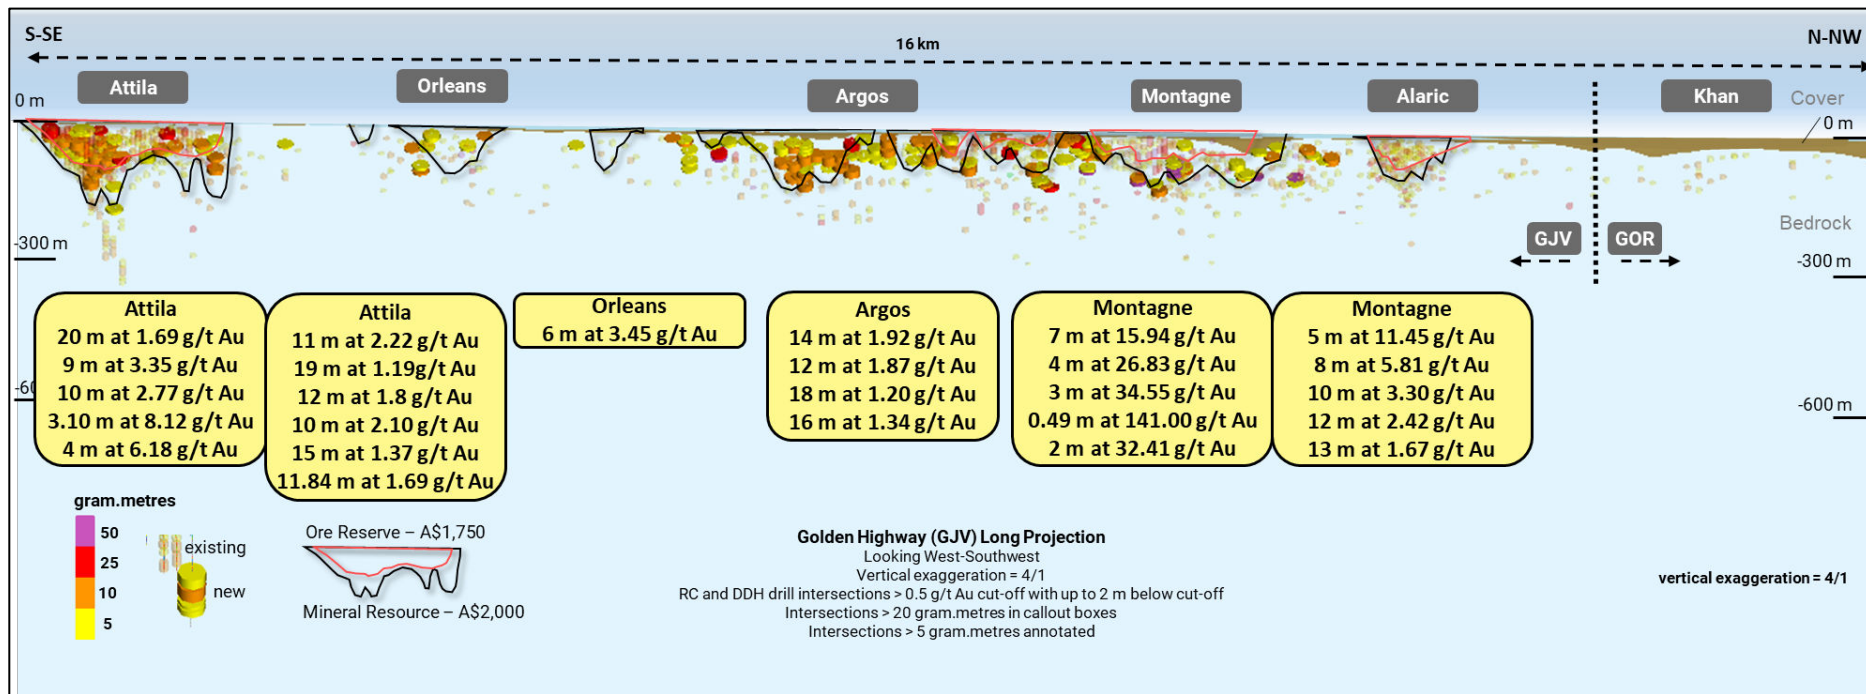 S-SE
N-NW
16 km
Attila
Orleans
Argos
Montagne
Alaric
Khan
Cover
0 m
0 m
Bedrock
GJV
GOR
-300 m
-300 m
-600 m
Attila
20 m at 1.69 g/t Au
9 m at 3.35 g/t Au
10 m at 2.77 g/t Au
3.10 m at 8.12 g/t Au
4 m at 6.18 g/t Au
Attila
11 m at 2.22 g/t Au
19 m at 1.19g/t Au
12 m at 1.8 g/t Au
10 m at 2.10 g/t Au
15 m at 1.37 g/t Au
11.84 m at 1.69 g/t Au
Orleans
6 m at 3.45 g/t Au
Argos
14 m at 1.92 g/t Au
12 m at 1.87 g/t Au
18 m at 1.20 g/t Au
16 m at 1.34 g/t Au
Montagne
7 m at 15.94 g/t Au
4 m at 26.83 g/t Au
3 m at 34.55 g/t Au
0.49 m at 141.00 g/t Au
2 m at 32.41 g/t Au
Montagne
5 m at 11.45 g/t Au
8 m at 5.81 g/t Au
10 m at 3.30 g/t Au
12 m at 2.42 g/t Au
13 m at 1.67 g/t Au
gram.metres
50
25
10
5
existing
new
Ore Reserve – A$1,750
Mineral Resource – A$2,000
Golden Highway (GJV) Long Projection
Looking West-Southwest
Vertical exaggeration = 4/1
RC and DDH drill intersections > 0.5 g/t Au cut-off with up to 2 m below cut-off
Intersections > 20 gram.metres in callout boxes
Intersections > 5 gram.metres annotated
vertical exaggeration = 4/1